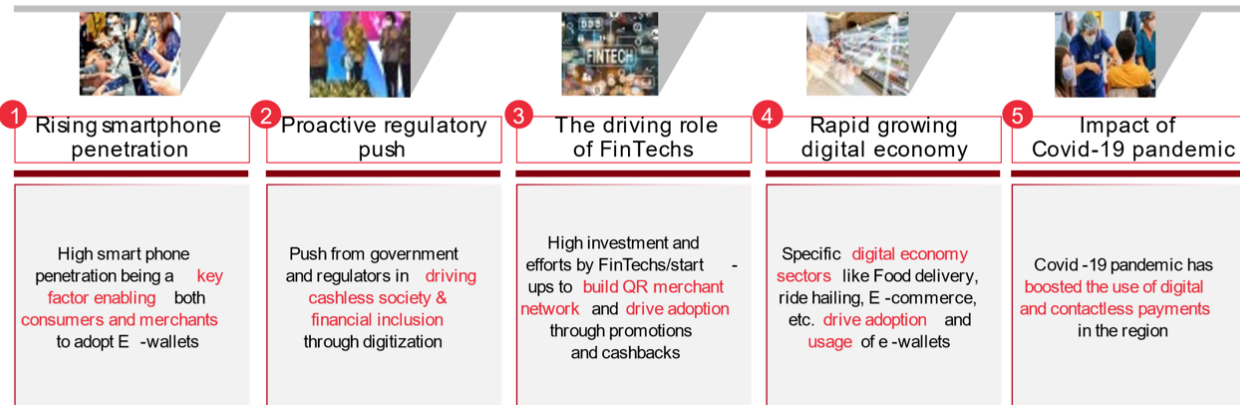 FINTECH
1
Rising smartphone
penetration
2
Proactive regulatory
push
3
The driving role
of FinTechs
4
Rapid growing
digital economy
5
Impact of
Covid-19 pandemic
High smart phone
penetration being a key
factor enabling both
consumers and merchants
to adopt E -wallets
Push from government
and regulators in driving
cashless society &
financial inclusion
through digitization
High investment and
efforts by FinTechs/start -
ups to build QR merchant
network and drive adoption
through promotions
and cashbacks
Specific digital economy
sectors like Food delivery,
ride hailing, E -commerce,
etc. drive adoption and
usage of e -wallets
Covid -19 pandemic has
boosted the use of digital
and contactless payments
in the region